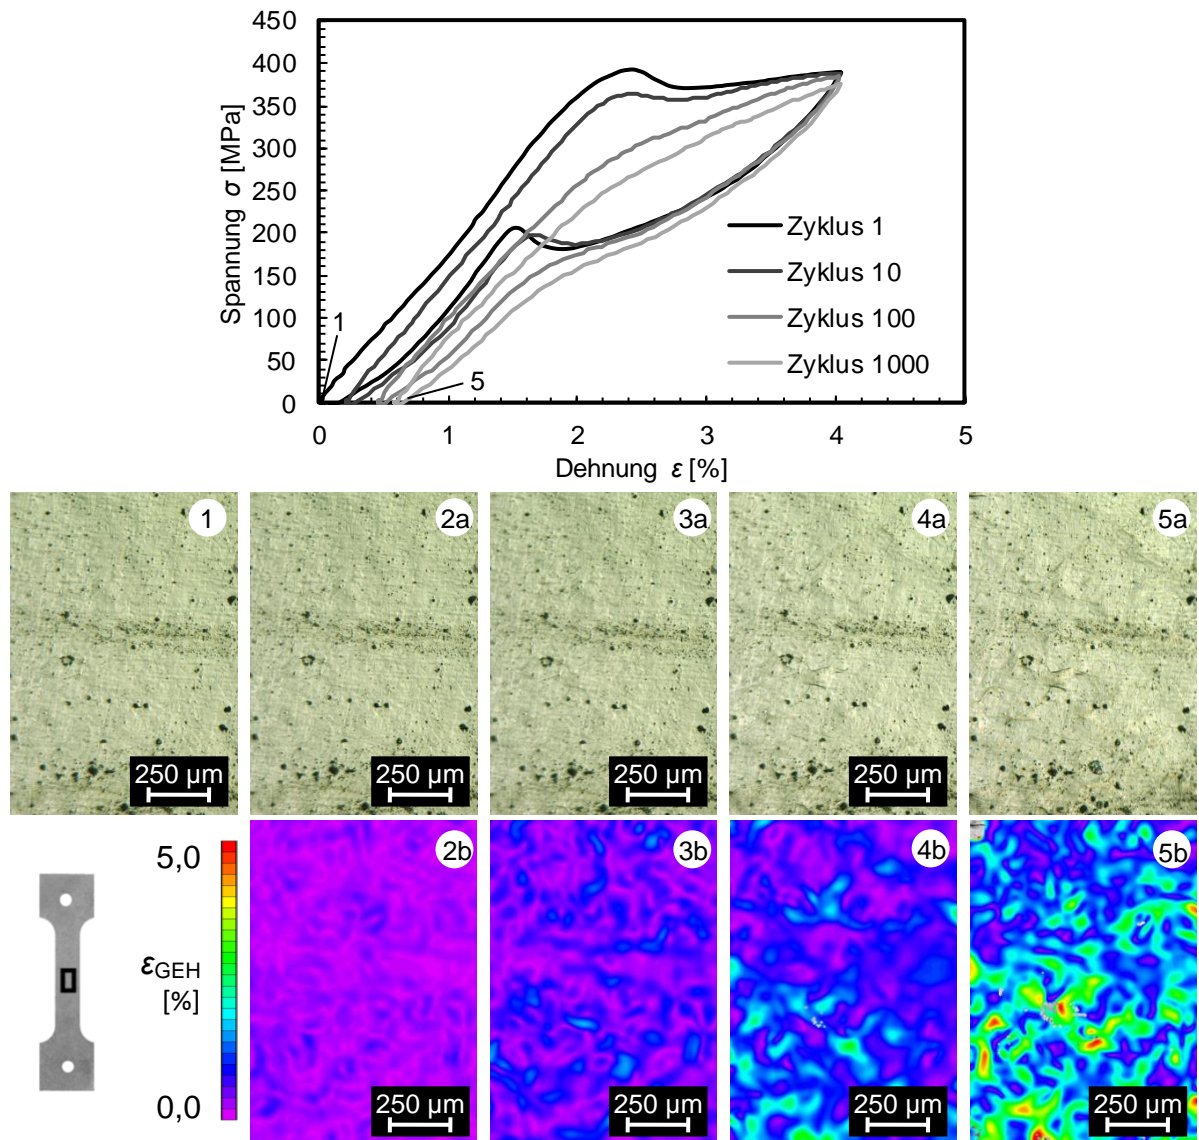 450
400
350
300
250
200
150
100
50
0
Spannung σ [MPa]
1
5
Zyklus 1
Zyklus 10
Zyklus 100
Zyklus 1000
0 1 2 3 4 5
Dehnung ε [%]
1 2a 3a 4a 5a
250 µm 250 µm 250 µm 250 µm 250 µm
2b 3b 4b 5b
5,0
εGEH
[%]
0,0
250 µm 250 µm 250 µm 250 µm